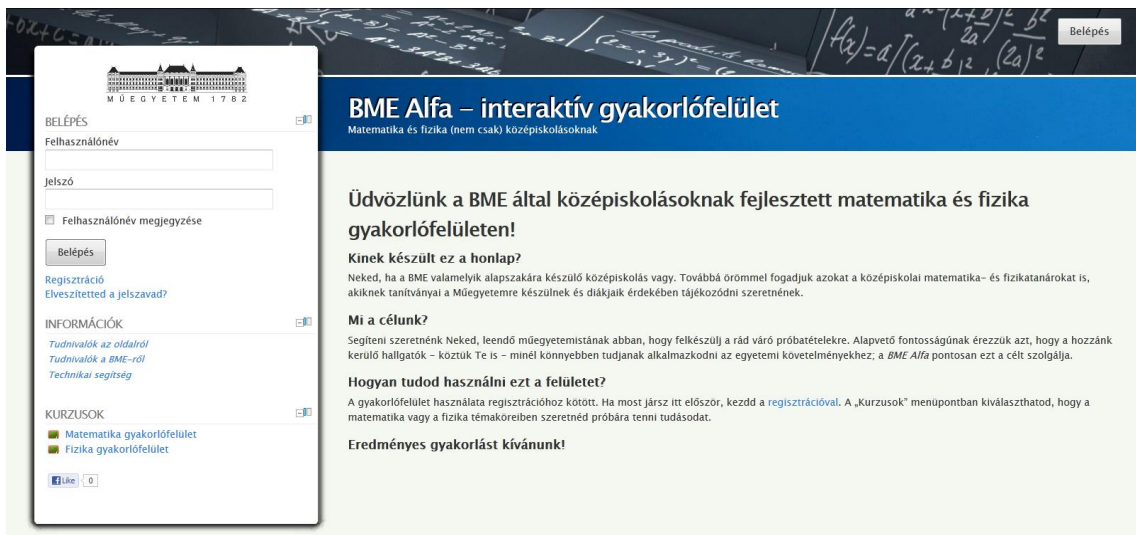 Belépés
MŰEGYETEM 1782
BELÉPÉS
Felhasználónév
Jelszó
Felhasználónév megjegyzése
Belépés
Regisztráció
Elveszítetted a jelszavad?
INFORMÁCIÓK
Tudnivalók az oldalról
Tudnivalók a BME-ről
Technikai segítség
KURZUSOK
Matematika gyakorlófelület
Fizika gyakorlófelület
Like 0
BME Alfa – interaktív gyakorlófelület
Matematika és fizika (nem csak) középiskolásoknak
Üdvözlünk a BME által középiskolásoknak fejlesztett matematika és fizika
gyakorlófelületen!
Kinek készült ez a honlap?
Neked, ha a BME valamelyik alapszakára készülő középiskolás vagy. Továbbá örömmel fogadjuk azokat a középiskolai matematika- és fizikatanárokat is,
akiknek tanítványai a Műegyetemre készülnek és diákjaik érdekében tájékozódni szeretnének.
Mi a célunk?
Segíteni szeretnénk Neked, leendő műegyetemistának abban, hogy felkészülj a rád váró próbatételekre. Alapvető fontosságúnak érezzük azt, hogy a hozzánk
kerülő hallgatók – köztük Te is – minél könnyebben tudjanak alkalmazkodni az egyetemi követelményekhez; a BME Alfa pontosan ezt a célt szolgálja.
Hogyan tudod használni ezt a felületet?
A gyakorlófelület használata regisztrációhoz kötött. Ha most jársz itt először, kezdd a regisztrációval. A „Kurzusok” menüpontban kiválaszthatod, hogy a
matematika vagy a fizika témaköreiben szeretnéd próbára tenni tudásodat.
Eredményes gyakorlást kívánunk!